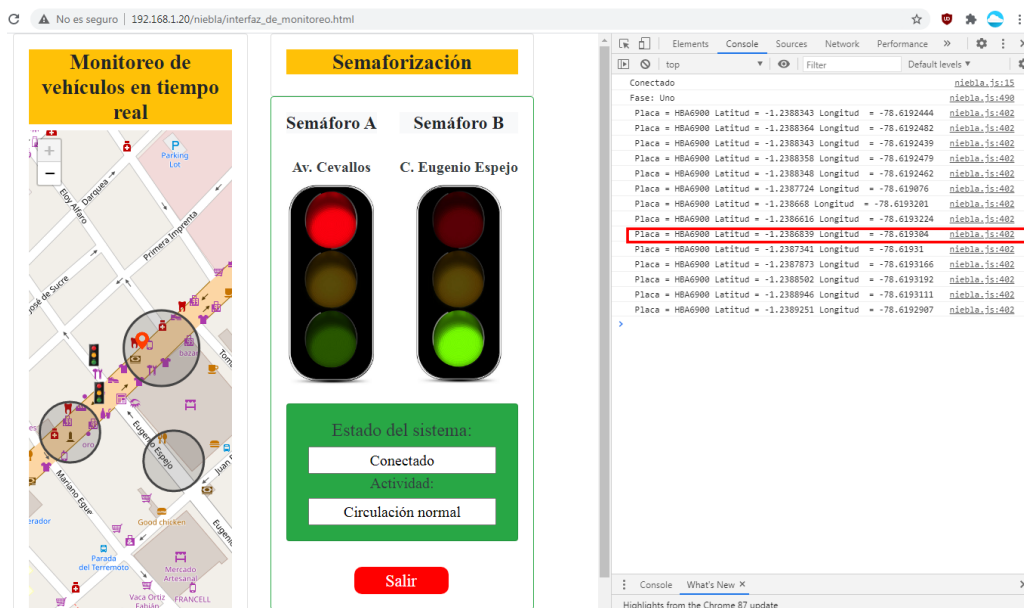 No es seguro | 192.168.1.20/niebla/interfaz_de_monitoreo.html
Monitoreo de
vehículos en tiempo
real
+
−
Parking
Lot
Darquea
Eloy Alfaro
Primera Imprenta
José de Sucre
bazar
oro
Eugenio Espejo
Mariano Egue
Juan B
Good chicken
erador
Parada
del Terremoto
Mercado
Artesanal
Vaca Ortiz
Fabián
FRANCELL
Eugenio
Semaforización
Semáforo A
Semáforo B
Av. Cevallos
C. Eugenio Espejo
Estado del sistema:
Conectado
Actividad:
Circulación normal
Salir
Elements Console Sources Network Performance »
top Filter Default levels ▼
Conectado niebla.js:15
Fase: Uno niebla.js:490
Placa = HBA6900 Latitud = -1.2388343 Longitud = -78.6192444 niebla.js:402
Placa = HBA6900 Latitud = -1.2388364 Longitud = -78.6192482 niebla.js:402
Placa = HBA6900 Latitud = -1.2388343 Longitud = -78.6192439 niebla.js:402
Placa = HBA6900 Latitud = -1.2388358 Longitud = -78.6192479 niebla.js:402
Placa = HBA6900 Latitud = -1.2388348 Longitud = -78.6192462 niebla.js:402
Placa = HBA6900 Latitud = -1.2387724 Longitud = -78.619076 niebla.js:402
Placa = HBA6900 Latitud = -1.238668 Longitud = -78.6193201 niebla.js:402
Placa = HBA6900 Latitud = -1.2386616 Longitud = -78.6193224 niebla.js:402
Placa = HBA6900 Latitud = -1.2386839 Longitud = -78.619304 niebla.js:402
Placa = HBA6900 Latitud = -1.2387341 Longitud = -78.61931 niebla.js:402
Placa = HBA6900 Latitud = -1.2387873 Longitud = -78.6193166 niebla.js:402
Placa = HBA6900 Latitud = -1.2388502 Longitud = -78.6193192 niebla.js:402
Placa = HBA6900 Latitud = -1.2388946 Longitud = -78.6193111 niebla.js:402
Placa = HBA6900 Latitud = -1.2389251 Longitud = -78.6192907 niebla.js:402
Console What's New ×
Highlights from the Chrome 87 update